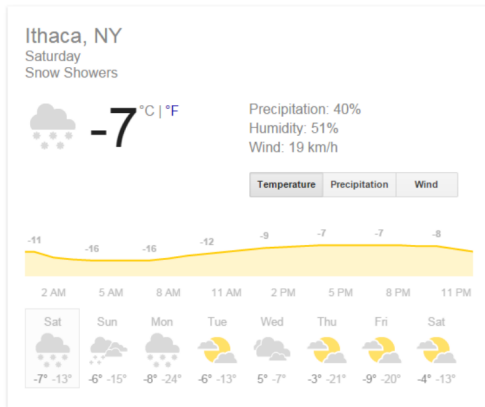 Ithaca, NY
Saturday
Snow Showers
-7 °C | °F
Precipitation: 40%
Humidity: 51%
Wind: 19 km/h
Temperature Precipitation Wind
-11 -16 -16 -12 -9 -7 -7 -8
2 AM 5 AM 8 AM 11 AM 2 PM 5 PM 8 PM 11 PM
Sat Sun Mon Tue Wed Thu Fri Sat
-7° -13° -6° -15° -8° -24° -6° -13° 5° -7° -3° -21° -9° -20° -4° -13°